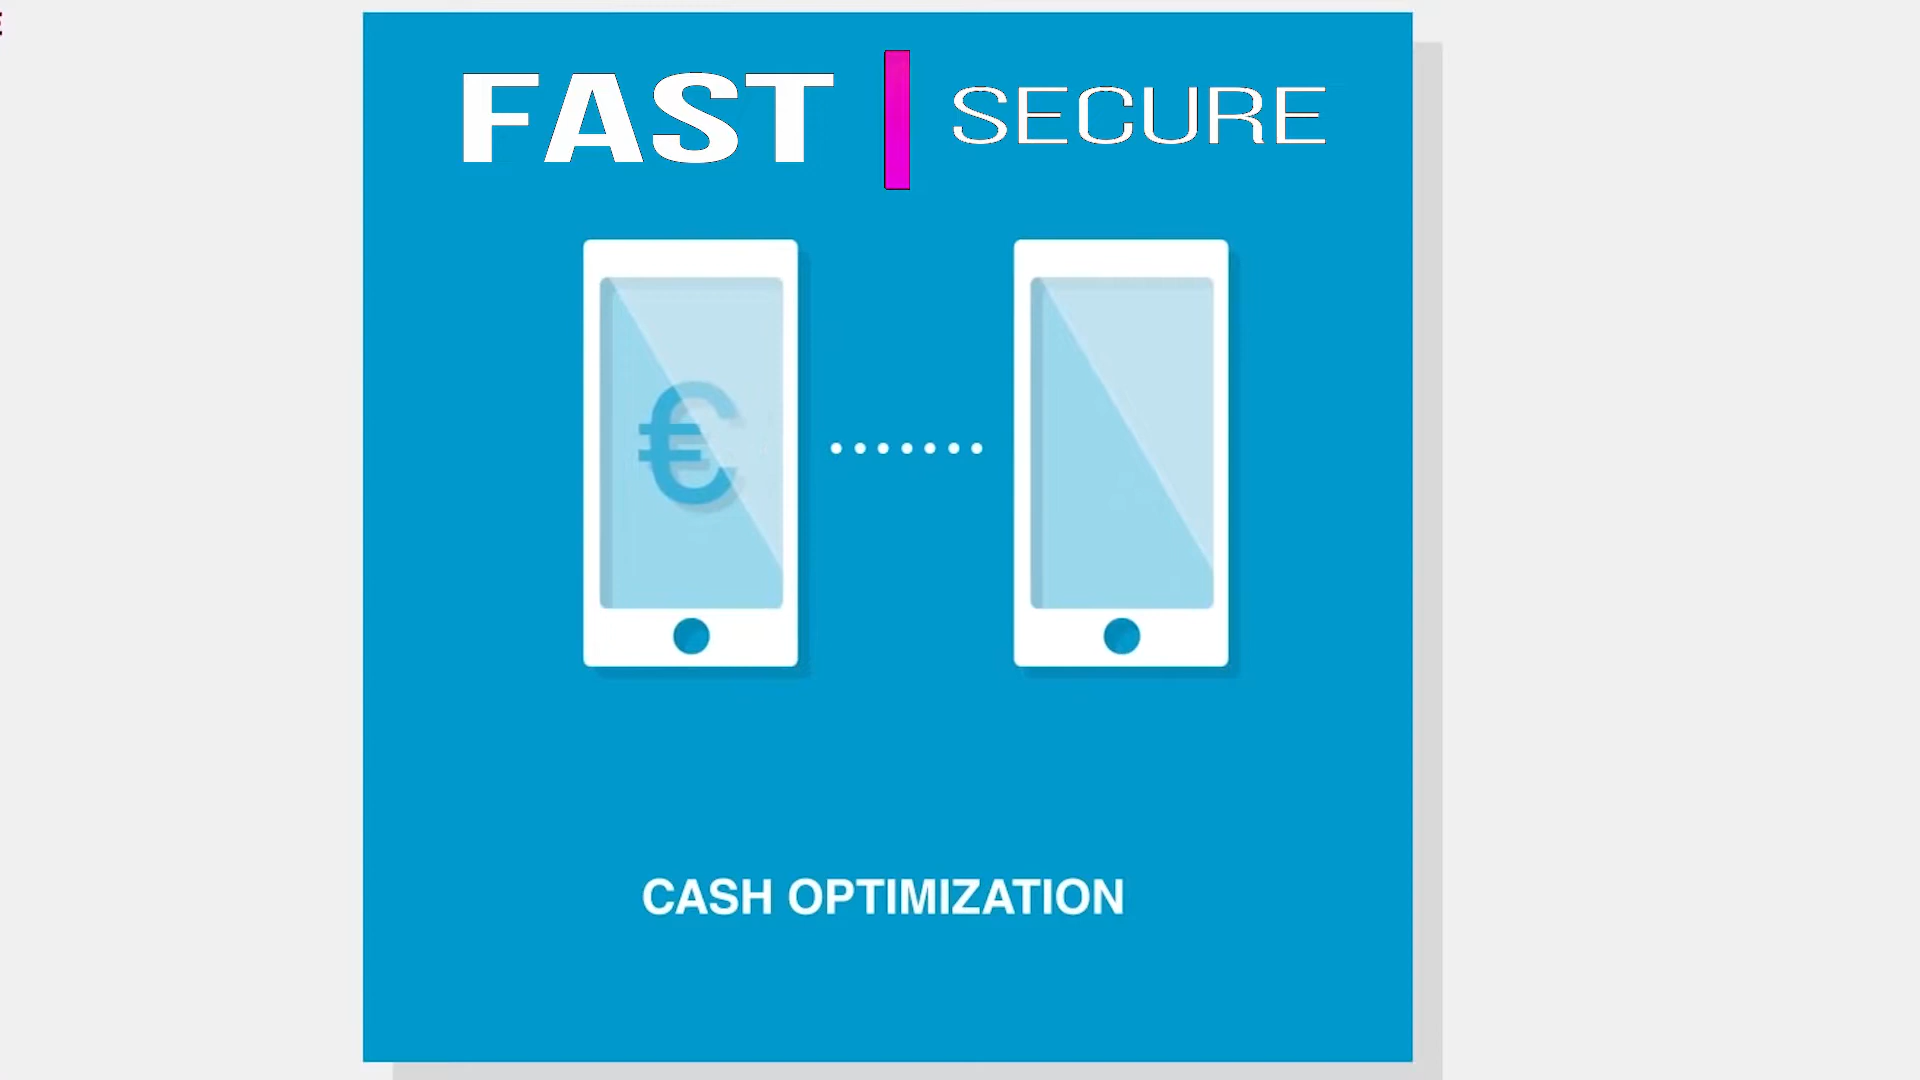 FAST | SECURE
€
CASH OPTIMIZATION